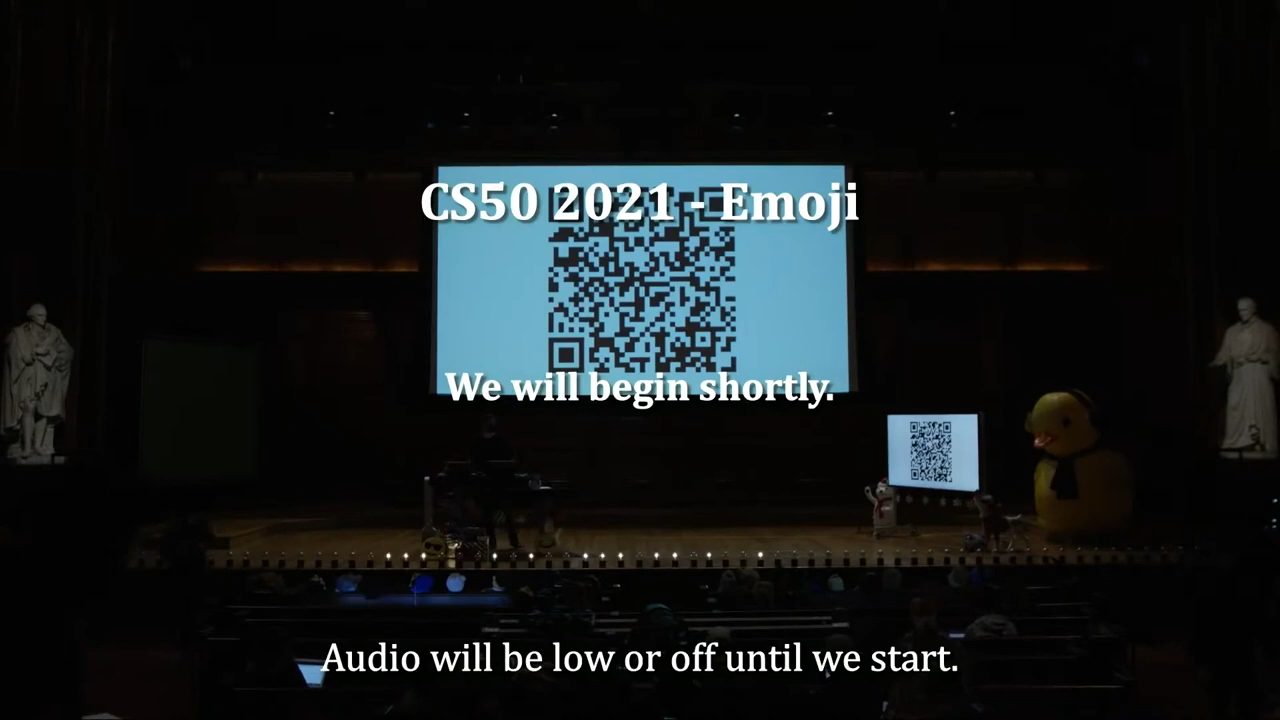 CS50 2021 - Emoji
We will begin shortly.
Audio will be low or off until we start.